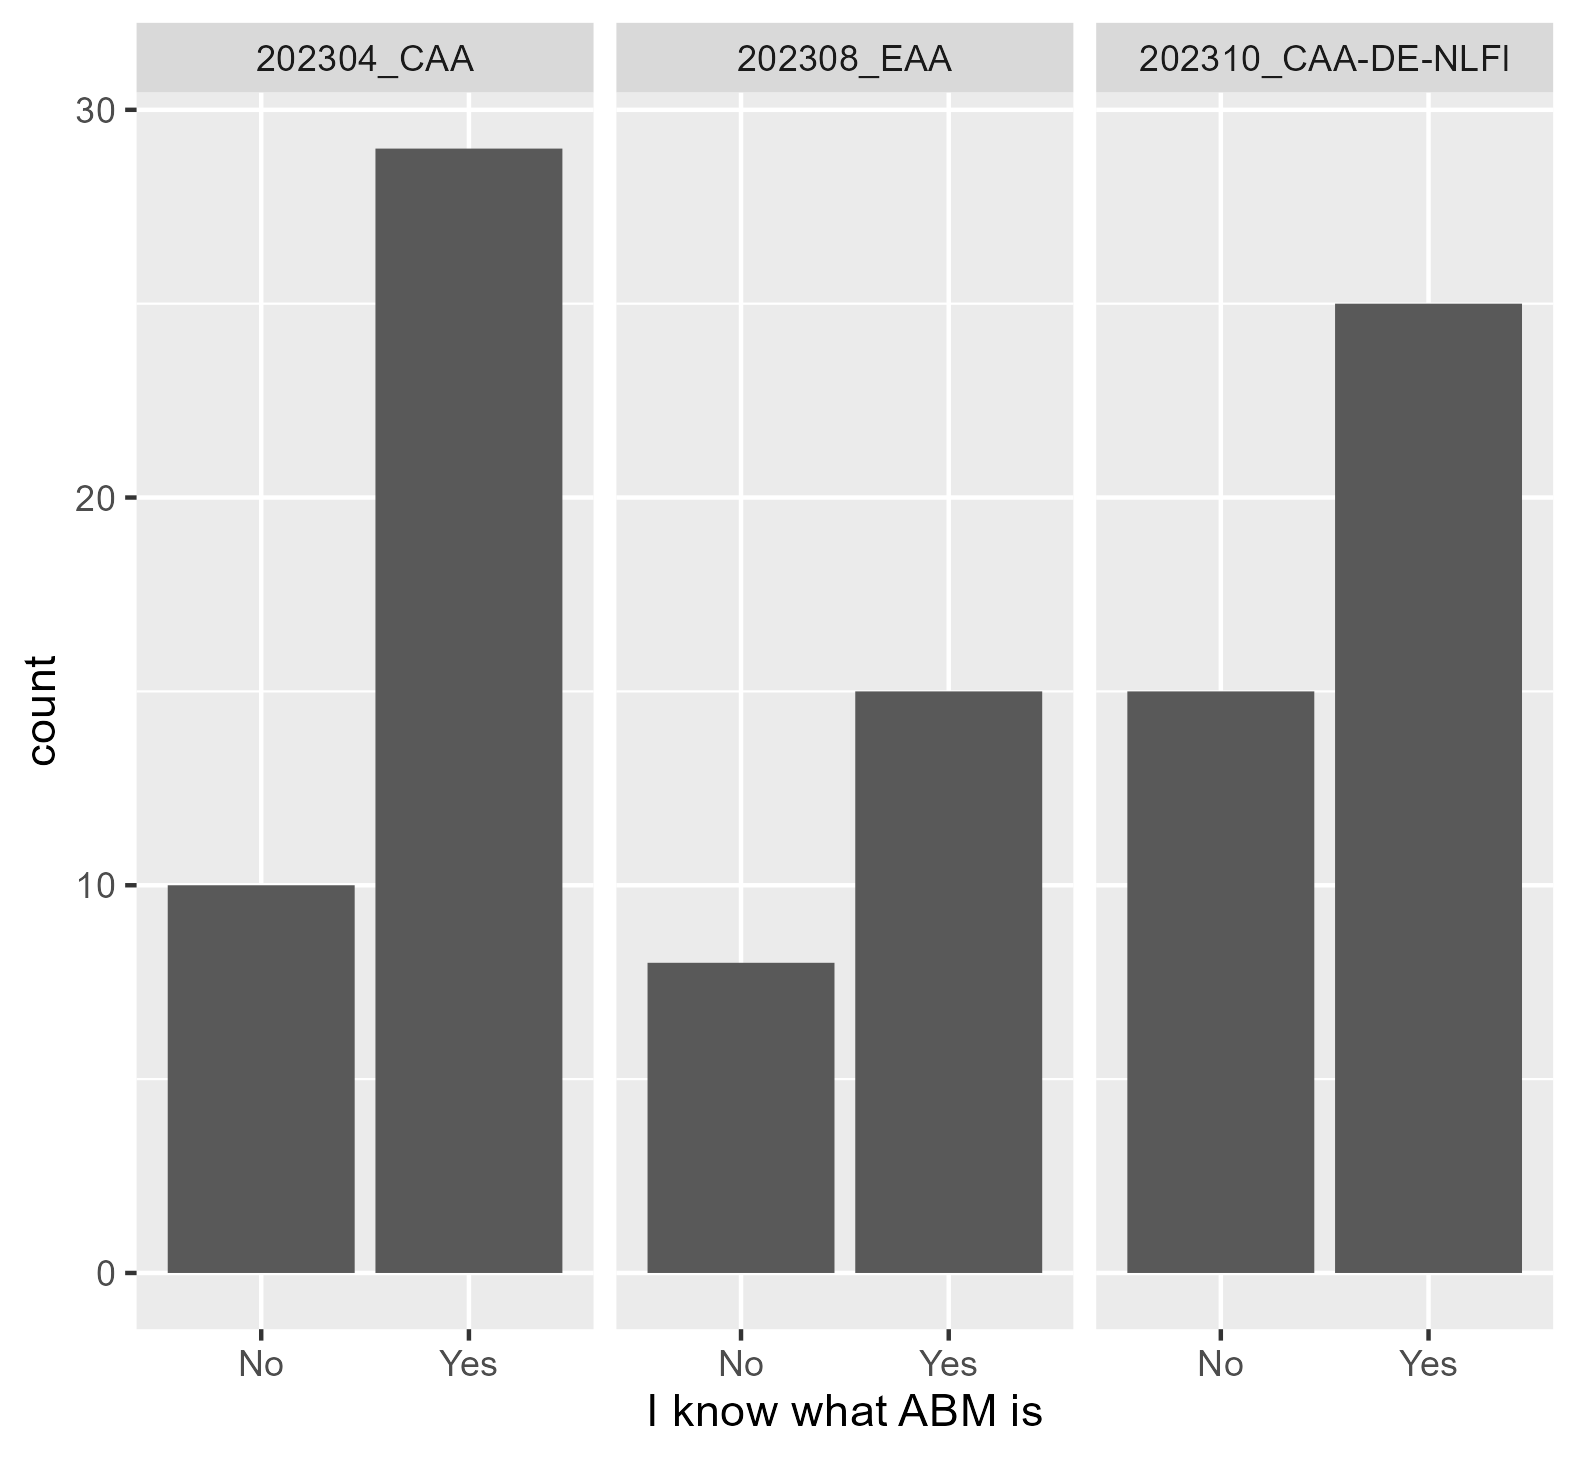 202304_CAA 202308_EAA 202310_CAA-DE-NLFI
30
20
10
0
count
No Yes No Yes No Yes
I know what ABM is